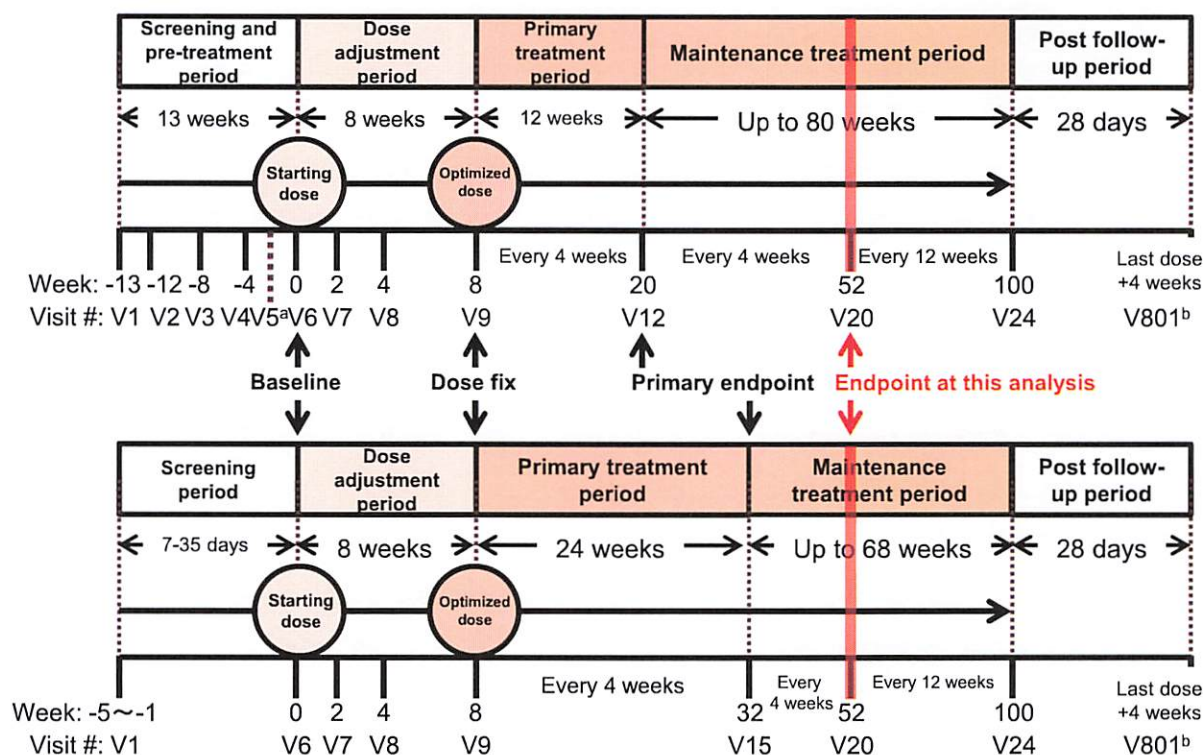 Screening and pre-treatment period
Dose adjustment period
Primary treatment period
Maintenance treatment period
Post follow-up period
13 weeks
8 weeks
12 weeks
Up to 80 weeks
28 days
Starting dose
Optimized dose
Every 4 weeks
Every 4 weeks
Every 12 weeks
Last dose +4 weeks
Week: -13 -12 -8 -4 0 2 4 8 20 52 100
Visit #: V1 V2 V3 V4 V5ᵃ V6 V7 V8 V9 V12 V20 V24 V801ᵇ
Baseline
Dose fix
Primary endpoint
Endpoint at this analysis
Screening period
Dose adjustment period
Primary treatment period
Maintenance treatment period
Post follow-up period
7-35 days
8 weeks
24 weeks
Up to 68 weeks
28 days
Starting dose
Optimized dose
Every 4 weeks
Every 4 weeks
Every 12 weeks
Last dose +4 weeks
Week: -5～-1 0 2 4 8 32 52 100
Visit #: V1 V6 V7 V8 V9 V15 V20 V24 V801ᵇ